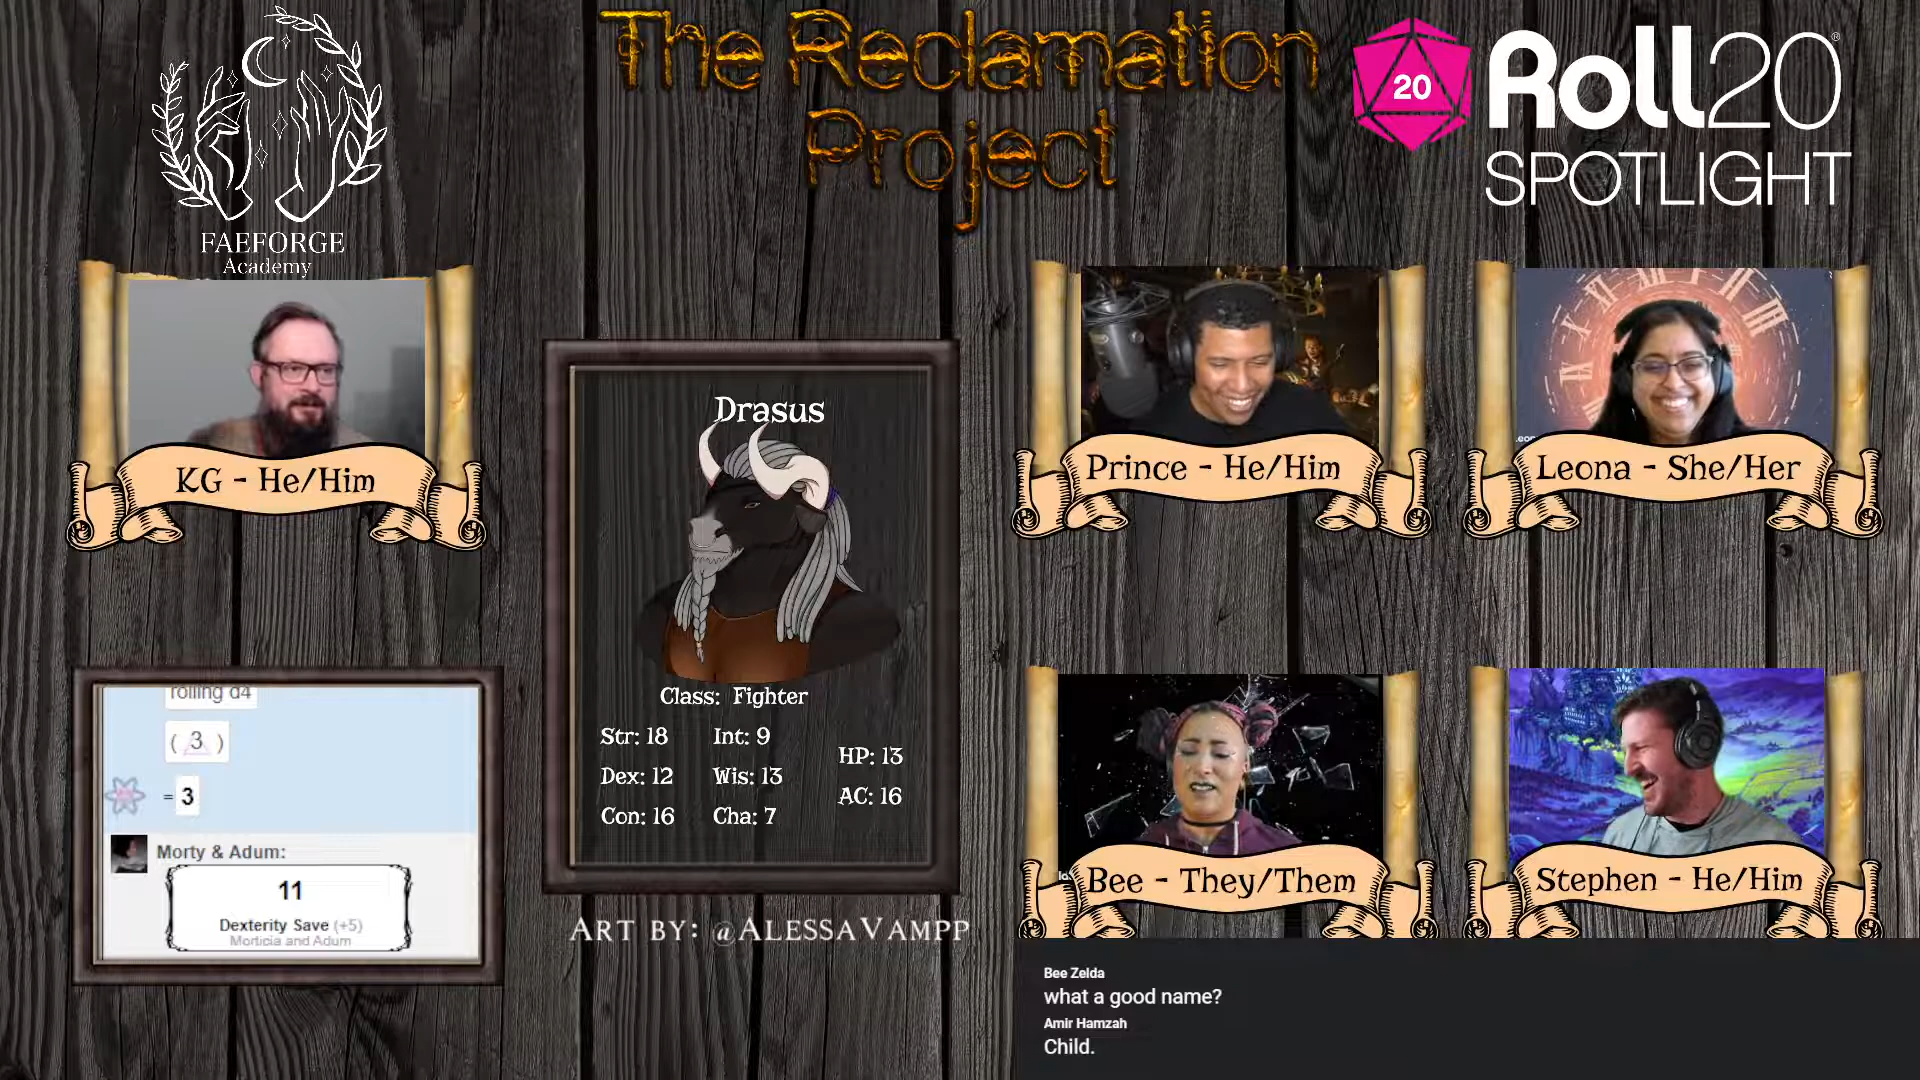 The Reclamation
Project
20
Roll20®
SPOTLIGHT
FAEFORGE
Academy
KG - He/Him
Prince - He/Him
Leona - She/Her
Drasus
Class: Fighter
Str: 18
Int: 9
HP: 13
Dex: 12
Wis: 13
AC: 16
Con: 16
Cha: 7
rolling d4
( 3 )
= 3
Morty & Adum:
11
Dexterity Save (+5)
Morticia and Adum
ART BY: @ALESSAVAMPP
Bee - They/Them
Stephen - He/Him
Bee Zelda
what a good name?
Amir Hamzah
Child.